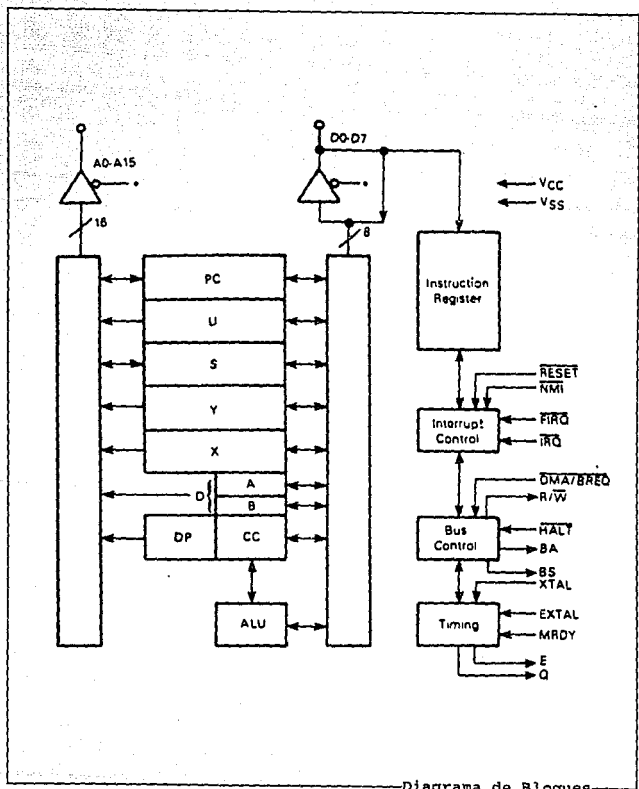 A0-A15
16
D0-D7
8
VCC
VSS
PC
U
S
Y
X
D
A
B
DP
CC
ALU
Instruction
Register
RESET
NMI
Interrupt
Control
FIRQ
IRQ
DMA/BREQ
R/W
Bus
Control
HALT
BA
BS
XTAL
Timing
EXTAL
MRDY
E
Q
Diagrama de Bloques